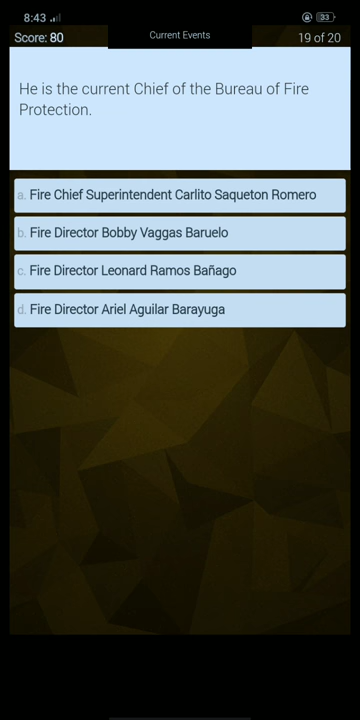 8:43
33
Score: 80
Current Events
19 of 20
He is the current Chief of the Bureau of Fire
Protection.
a. Fire Chief Superintendent Carlito Saqueton Romero
b. Fire Director Bobby Vaggas Baruelo
c. Fire Director Leonard Ramos Bañago
d. Fire Director Ariel Aguilar Barayuga